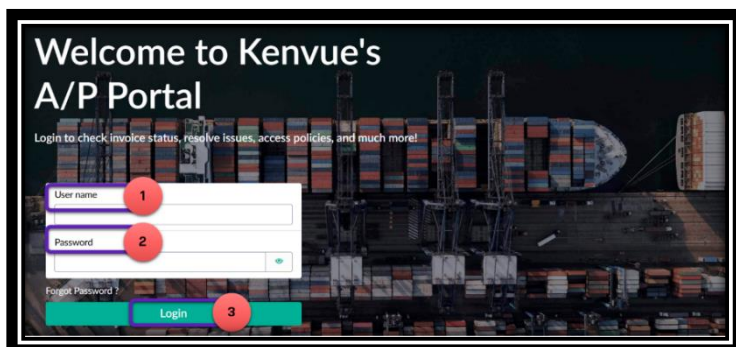 Welcome to Kenvue's
A/P Portal
Login to check invoice status, resolve issues, access policies, and much more!
User name
1
Password
2
Forgot Password ?
Login
3